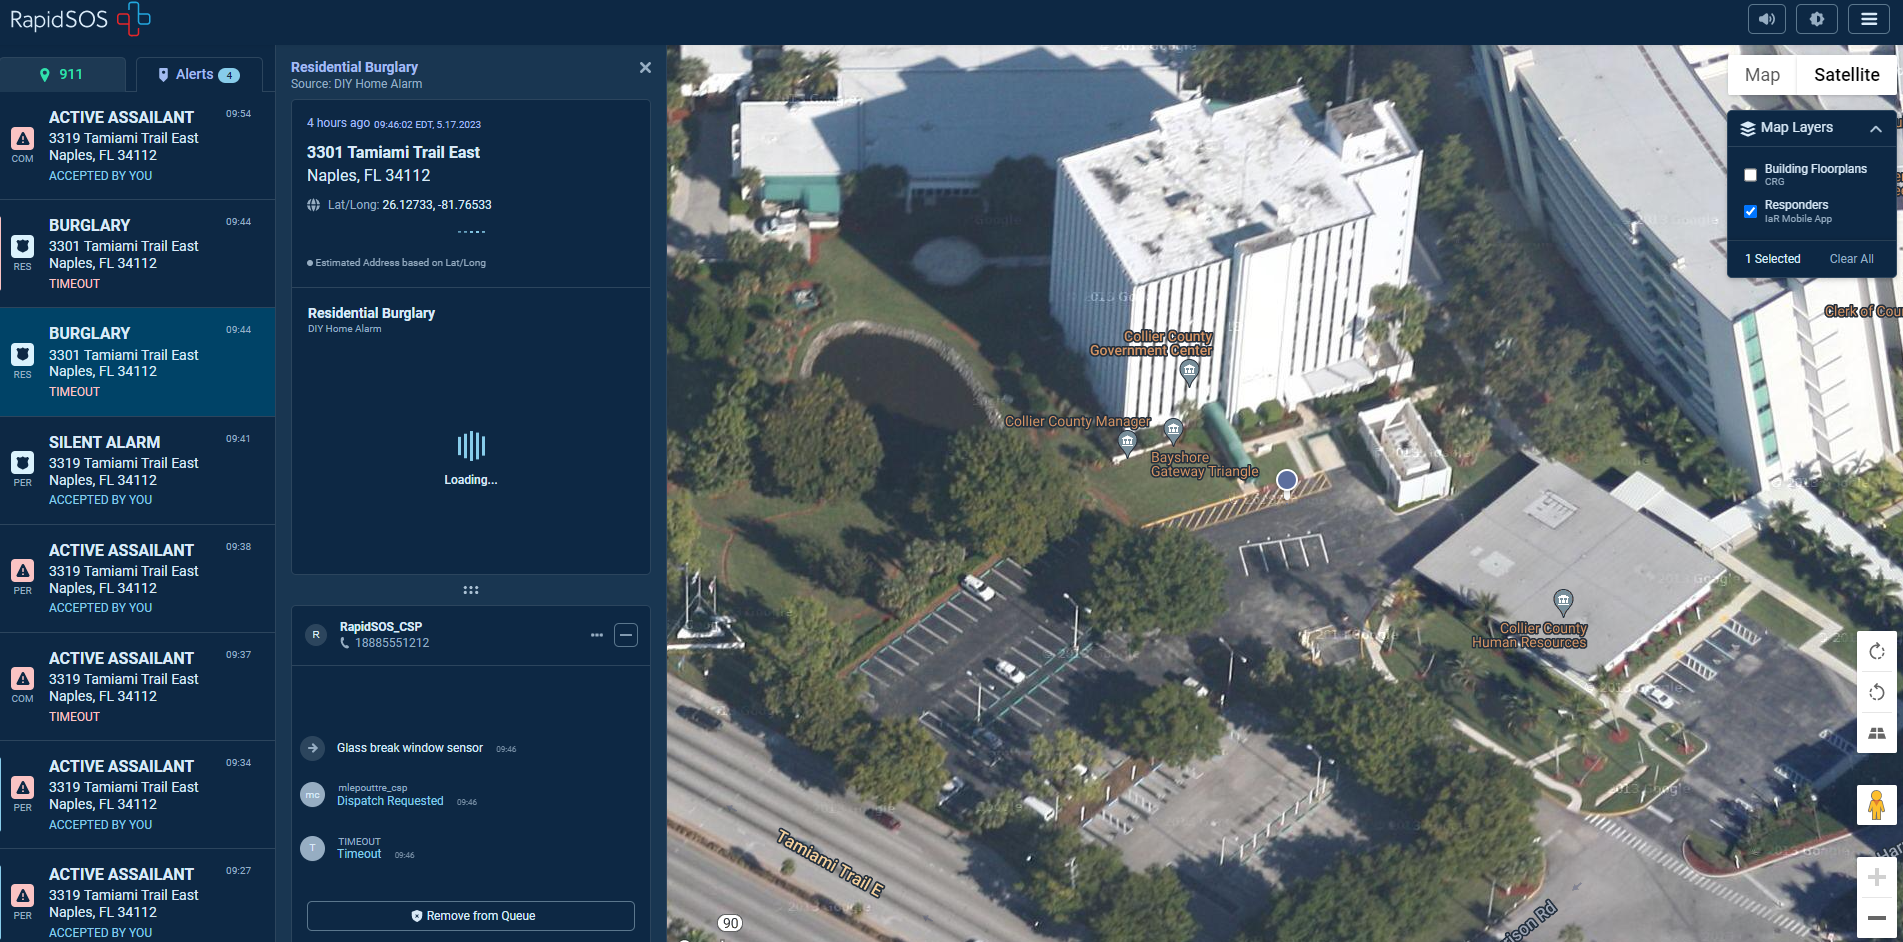 RapidSOS
911
Alerts 4
ACTIVE ASSAILANT 09:54
3319 Tamiami Trail East
Naples, FL 34112
COM
ACCEPTED BY YOU
BURGLARY 09:44
3301 Tamiami Trail East
Naples, FL 34112
RES
TIMEOUT
BURGLARY 09:44
3301 Tamiami Trail East
Naples, FL 34112
RES
TIMEOUT
SILENT ALARM 09:41
3319 Tamiami Trail East
Naples, FL 34112
PER
ACCEPTED BY YOU
ACTIVE ASSAILANT 09:38
3319 Tamiami Trail East
Naples, FL 34112
PER
ACCEPTED BY YOU
ACTIVE ASSAILANT 09:37
3319 Tamiami Trail East
Naples, FL 34112
COM
TIMEOUT
ACTIVE ASSAILANT 09:34
3319 Tamiami Trail East
Naples, FL 34112
PER
ACCEPTED BY YOU
ACTIVE ASSAILANT 09:27
3319 Tamiami Trail East
Naples, FL 34112
PER
ACCEPTED BY YOU
Residential Burglary
Source: DIY Home Alarm
4 hours ago 09:46:02 EDT, 5.17.2023
3301 Tamiami Trail East
Naples, FL 34112
Lat/Long: 26.12733, -81.76533
Estimated Address based on Lat/Long
Residential Burglary
DIY Home Alarm
Loading...
R
RapidSOS_CSP
18885551212
Glass break window sensor 09:46
mc
mlepouttre_csp
Dispatch Requested 09:46
T
TIMEOUT
Timeout 09:46
Remove from Queue
Map Satellite
Map Layers
Building Floorplans
CRG
Responders
IaR Mobile App
1 Selected Clear All
Collier County
Government Center
Collier County Manager
Bayshore
Gateway Triangle
Clerk of Cou
Collier County
Human Resources
Tamiami Trail E
90
rison Rd
Har